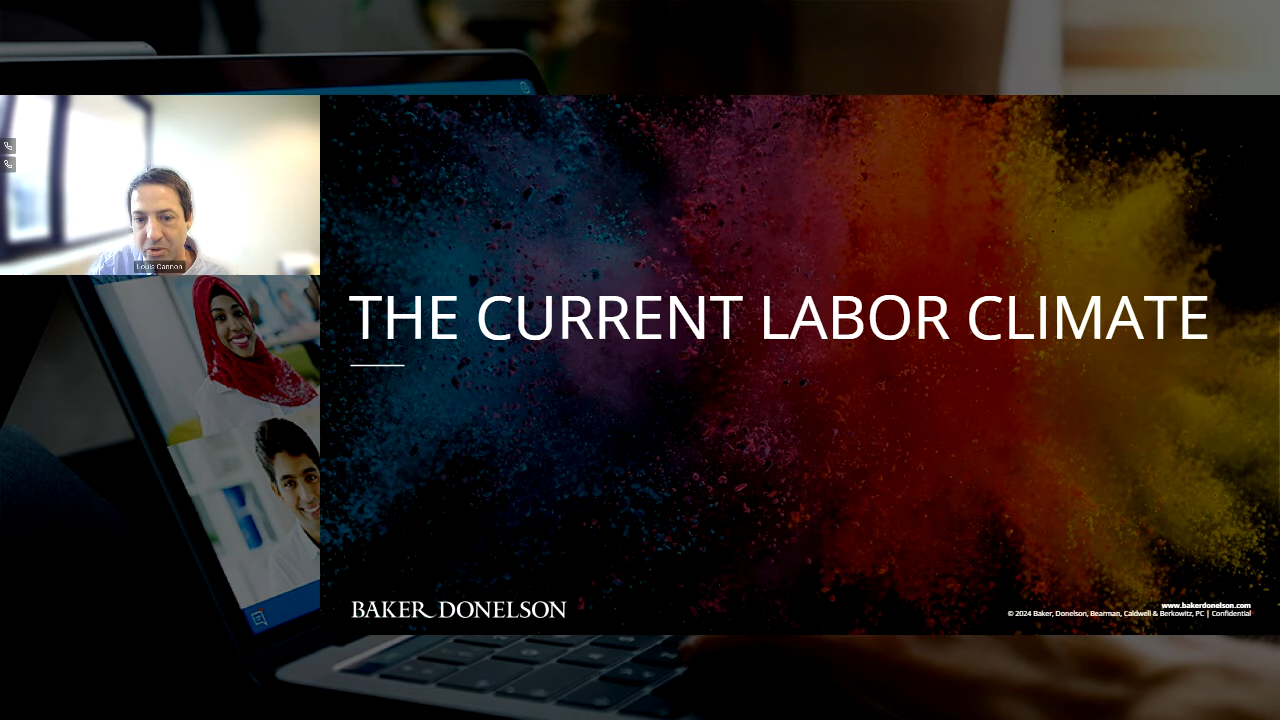 Louis Cannon
THE CURRENT LABOR CLIMATE
BAKER DONELSON
www.bakerdonelson.com
© 2024 Baker, Donelson, Bearman, Caldwell & Berkowitz, PC | Confidential